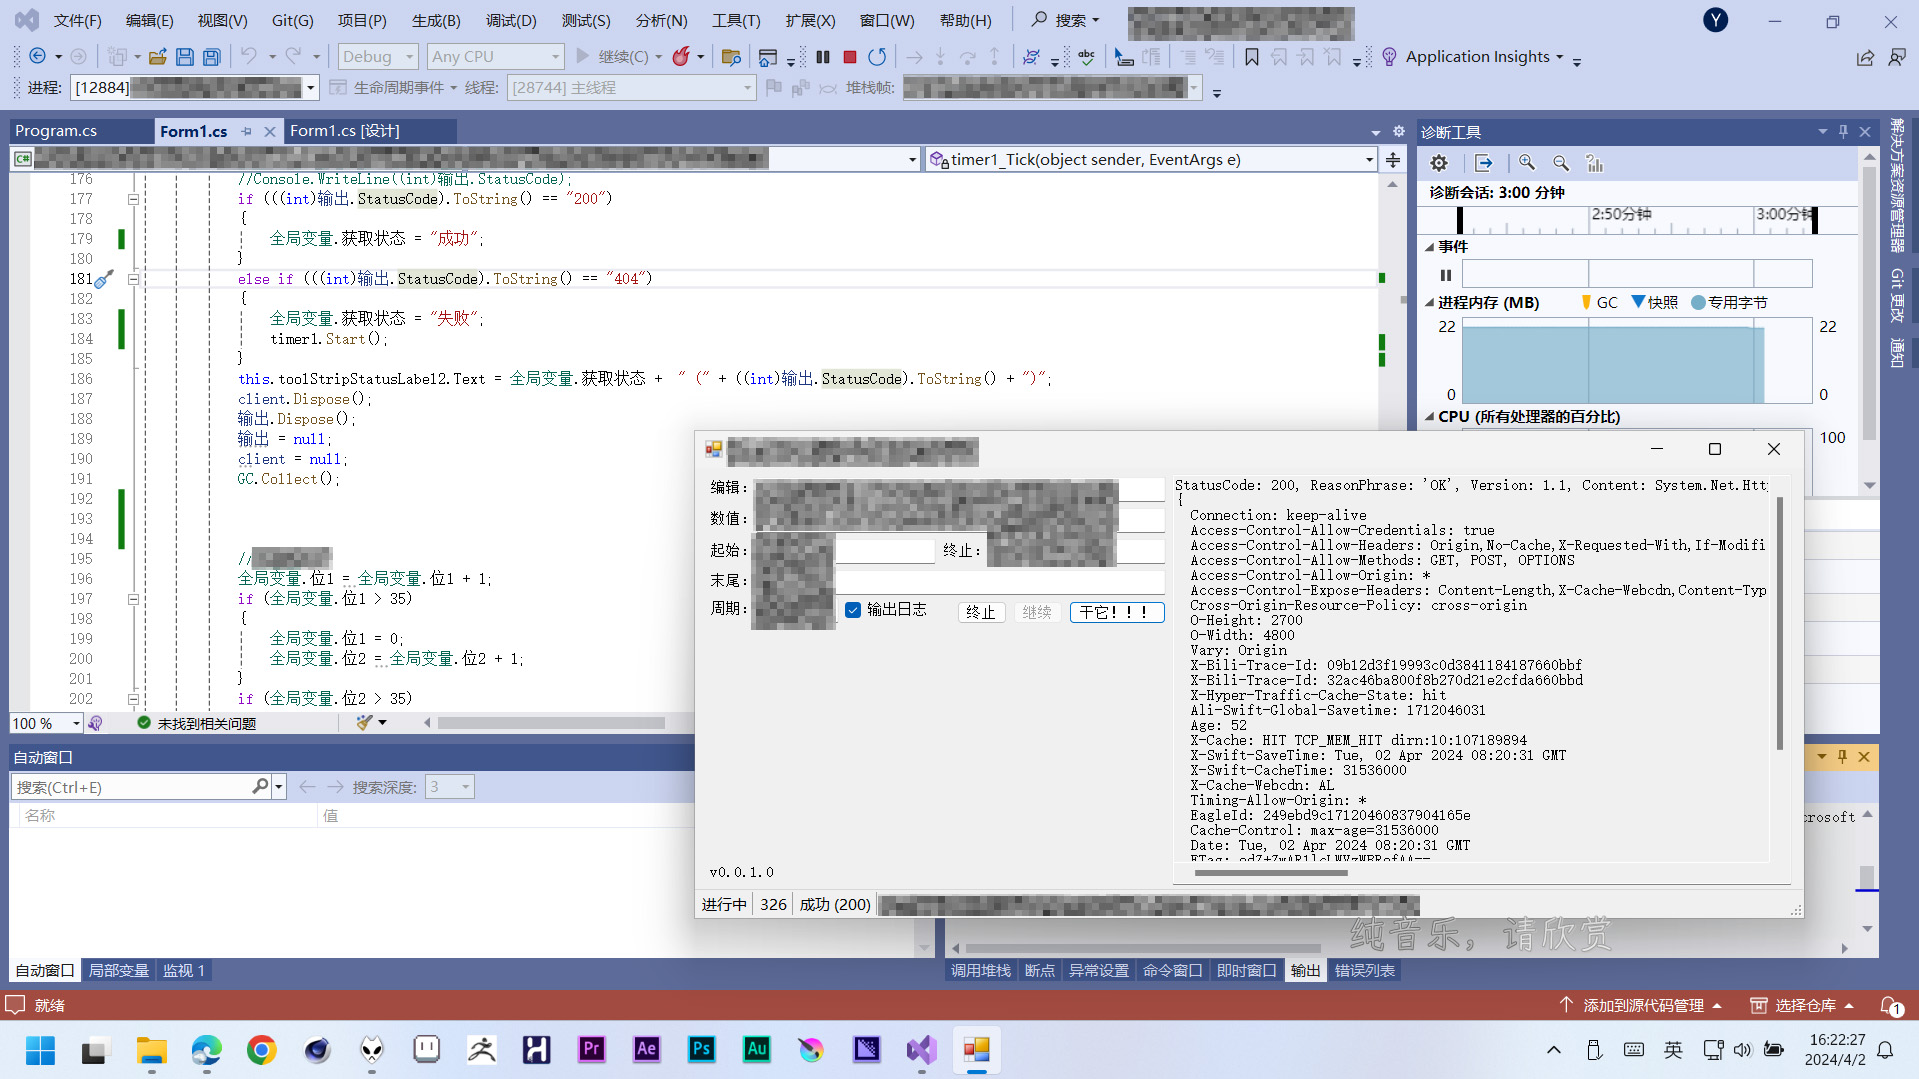 文件(F) 编辑(E) 视图(V) Git(G) 项目(P) 生成(B) 调试(D) 测试(S) 分析(N) 工具(T) 扩展(X) 窗口(W) 帮助(H) 搜索 Y
Debug Any CPU 继续(C) abc Application Insights
进程: [12884] 生命周期事件 线程: [28744] 主线程 堆栈帧:
Program.cs Form1.cs Form1.cs [设计]
C# timer1_Tick(object sender, EventArgs e)
176 //Console.WriteLine((int)输出.StatusCode);
177 if (((int)输出.StatusCode).ToString() == "200")
178 {
179 全局变量.获取状态 = "成功";
180 }
181 else if (((int)输出.StatusCode).ToString() == "404")
182 {
183 全局变量.获取状态 = "失败";
184 timer1.Start();
185 }
186 this.toolStripStatusLabel2.Text = 全局变量.获取状态 + " (" + ((int)输出.StatusCode).ToString() + ")";
187 client.Dispose();
188 输出.Dispose();
189 输出 = null;
190 client = null;
191 GC.Collect();
192
193
194
195 //
196 全局变量.位1 = 全局变量.位1 + 1;
197 if (全局变量.位1 > 35)
198 {
199 全局变量.位1 = 0;
200 全局变量.位2 = 全局变量.位2 + 1;
201 }
202 if (全局变量.位2 > 35)
100 % 未找到相关问题
诊断工具
诊断会话: 3:00 分钟
2:50分钟 3:00分钟
事件
进程内存 (MB) GC 快照 专用字节
22 22
0 0
CPU (所有处理器的百分比)
100
解决方案资源管理器
Git 更改
通知
编辑:
数值:
起始: 终止:
末尾:
周期: 输出日志 终止 继续 干它!!!
StatusCode: 200, ReasonPhrase: 'OK', Version: 1.1, Content: System.Net.Htt
{
Connection: keep-alive
Access-Control-Allow-Credentials: true
Access-Control-Allow-Headers: Origin,No-Cache,X-Requested-With,If-Modifi
Access-Control-Allow-Methods: GET, POST, OPTIONS
Access-Control-Allow-Origin: *
Access-Control-Expose-Headers: Content-Length,X-Cache-Webcdn,Content-Typ
Cross-Origin-Resource-Policy: cross-origin
O-Height: 2700
O-Width: 4800
Vary: Origin
X-Bili-Trace-Id: 09b12d3f19993c0d3841184187660bbf
X-Bili-Trace-Id: 32ac46ba800f8b270d21e2cfda660bbd
X-Hyper-Traffic-Cache-State: hit
Ali-Swift-Global-Savetime: 1712046031
Age: 52
X-Cache: HIT TCP_MEM_HIT dirn:10:107189894
X-Swift-SaveTime: Tue, 02 Apr 2024 08:20:31 GMT
X-Swift-CacheTime: 31536000
X-Cache-Webcdn: AL
Timing-Allow-Origin: *
EagleId: 249ebd9c17120460837904165e
Cache-Control: max-age=31536000
Date: Tue, 02 Apr 2024 08:20:31 GMT
v0.0.1.0
进行中 326 成功 (200)
纯音乐，请欣赏
自动窗口
搜索(Ctrl+E) 搜索深度: 3
名称 值
crosoft
自动窗口 局部变量 监视 1
调用堆栈 断点 异常设置 命令窗口 即时窗口 输出 错误列表
就绪 添加到源代码管理 选择仓库 1
Pr Ae Ps Au
英 16:22:27
2024/4/2